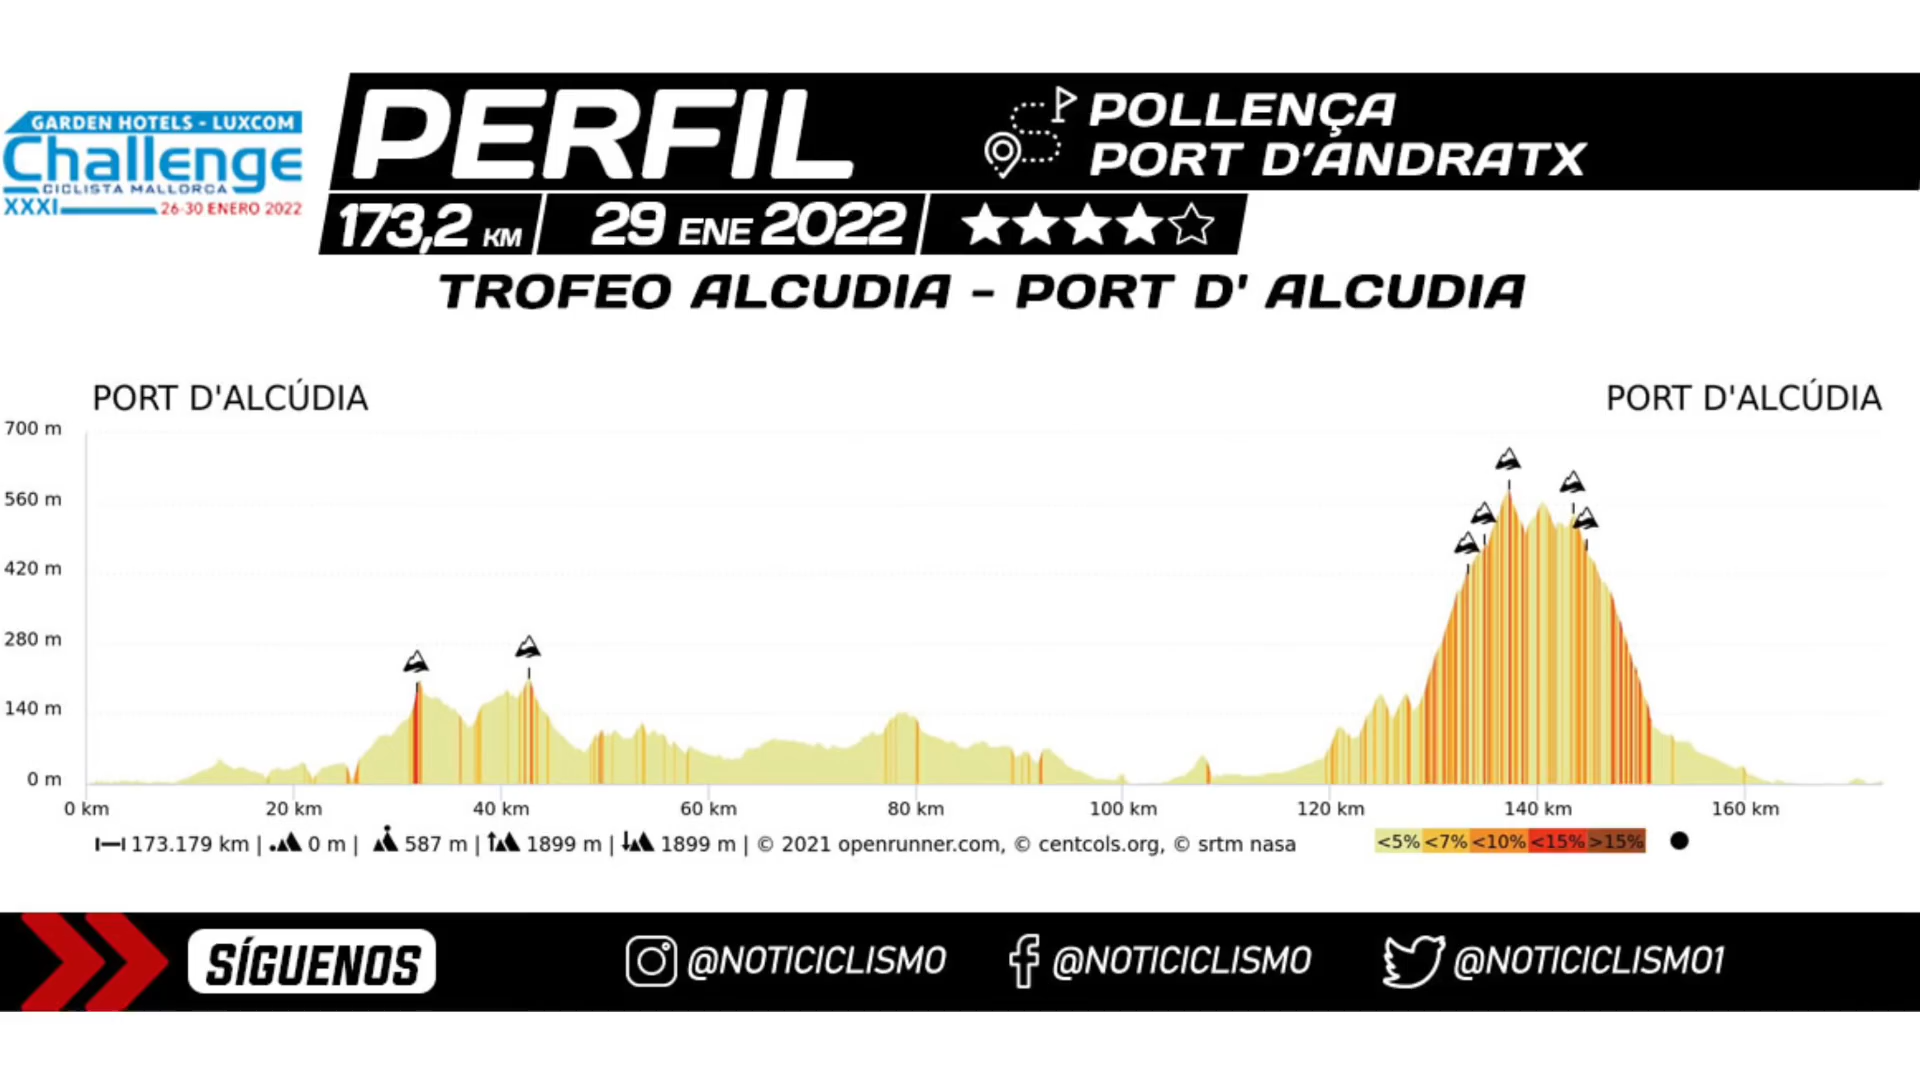 GARDEN HOTELS - LUXCOM
Challenge
CICLISTA MALLORCA
XXXI 26-30 ENERO 2022
PERFIL
POLLENÇA
PORT D'ANDRATX
173,2 KM
29 ENE 2022
TROFEO ALCUDIA - PORT D' ALCUDIA
PORT D'ALCÚDIA
PORT D'ALCÚDIA
700 m
560 m
420 m
280 m
140 m
0 m
0 km 20 km 40 km 60 km 80 km 100 km 120 km 140 km 160 km
173.179 km | 0 m | 587 m | 1899 m | 1899 m | © 2021 openrunner.com, © centcols.org, © srtm nasa
<5% <7% <10% <15% >15%
SÍGUENOS
@NOTICICLISMO
@NOTICICLISMO
@NOTICICLISMO1